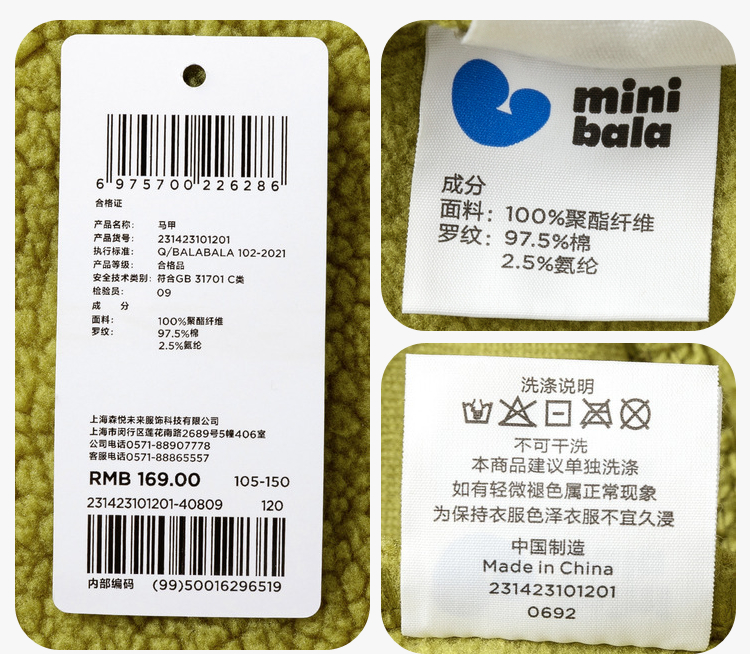 6 975700 226286
合格证
产品名称： 马甲
产品货号： 231423101201
执行标准： Q/BALABALA 102-2021
产品等级： 合格品
安全技术类别：符合GB 31701 C类
检验员： 09
成 分
面料： 100%聚酯纤维
罗纹： 97.5%棉
2.5%氨纶
上海森悦未来服饰科技有限公司
上海市闵行区莲花南路2689号5幢406室
公司电话0571-88907778
客服电话0571-88865557
RMB 169.00 105-150
231423101201-40809 120
内部编码 (99)50016296519
mini
bala
成分
面料：100%聚酯纤维
罗纹：97.5%棉
2.5%氨纶
洗涤说明
不可干洗
本商品建议单独洗涤
如有轻微褪色属正常现象
为保持衣服色泽衣服不宜久浸
中国制造
Made in China
231423101201
0692